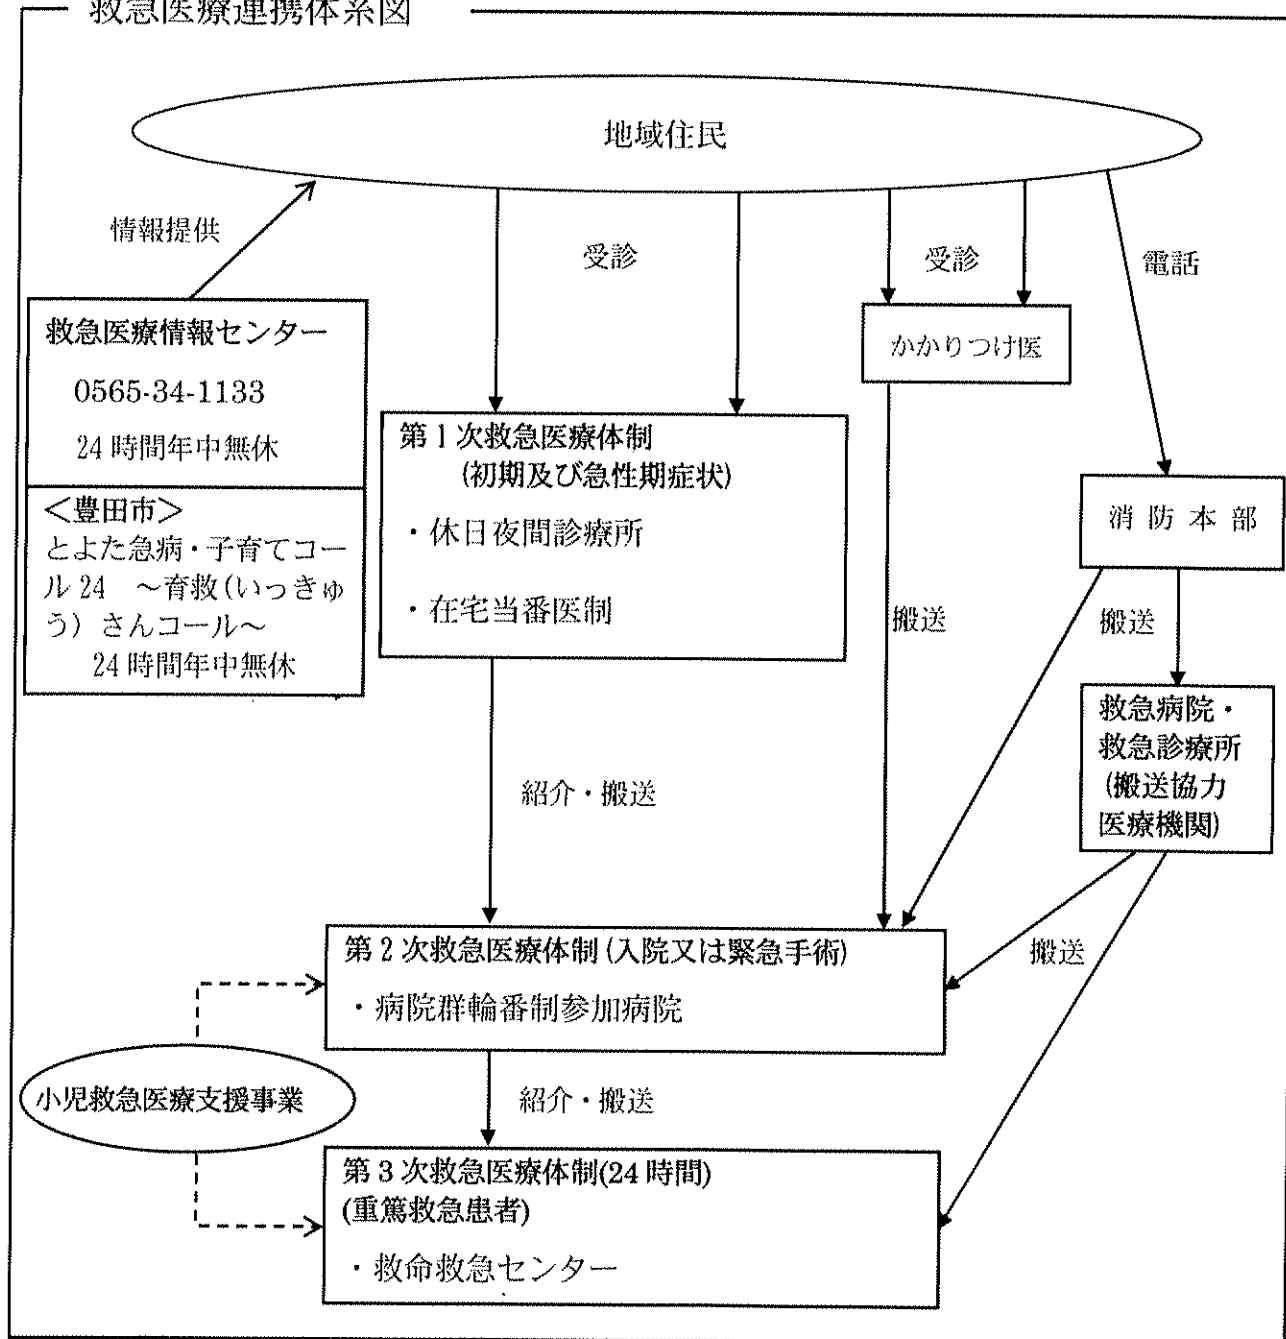 救急医療連携体系図
地域住民
情報提供
受診
受診
電話
救急医療情報センター
0565-34-1133
24時間年中無休
<豊田市>
とよた急病・子育てコー
ル24　~育救(いっきゅ
う）さんコール~
24時間年中無休
かかりつけ医
第1次救急医療体制
(初期及び急性期症状)
・休日夜間診療所
・在宅当番医制
消防本部
搬送
搬送
救急病院・
救急診療所
(搬送協力
医療機関)
紹介・搬送
第2次救急医療体制(入院又は緊急手術)
・病院群輪番制参加病院
搬送
小児救急医療支援事業
紹介・搬送
第3次救急医療体制(24時間)
(重篤救急患者)
・救命救急センター